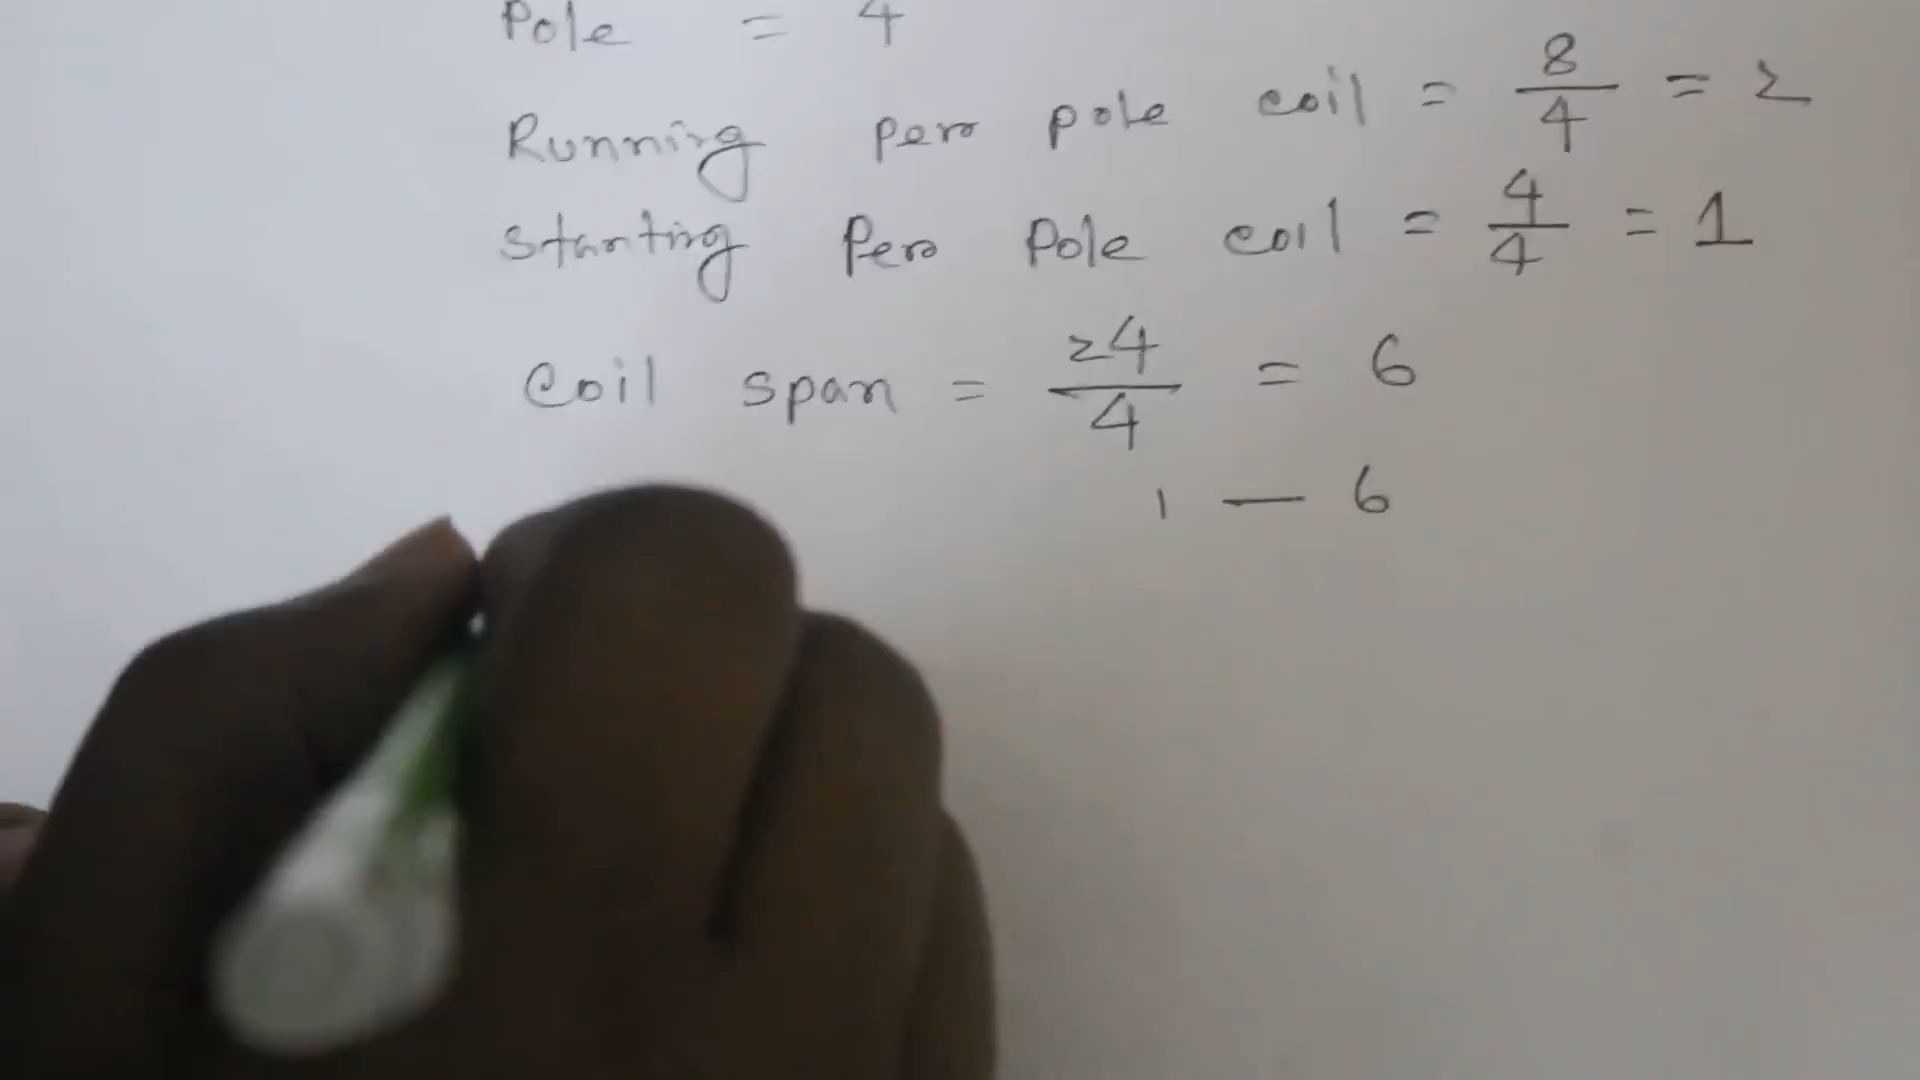 Pole = 4
Running Per pole coil = 8/4 = 2
Starting Per Pole coil = 4/4 = 1
Coil span = 24/4 = 6
1 — 6